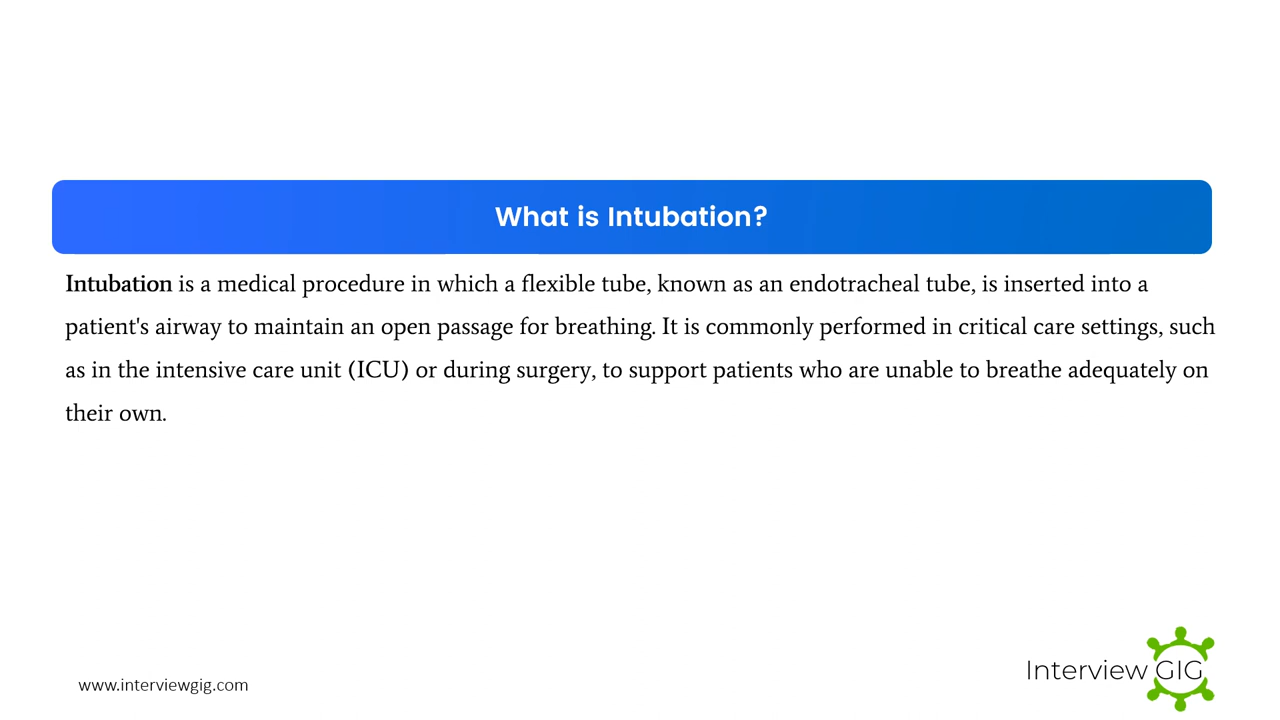 What is Intubation?
Intubation is a medical procedure in which a flexible tube, known as an endotracheal tube, is inserted into a
patient's airway to maintain an open passage for breathing. It is commonly performed in critical care settings, such
as in the intensive care unit (ICU) or during surgery, to support patients who are unable to breathe adequately on
their own.
www.interviewgig.com
Interview GIG